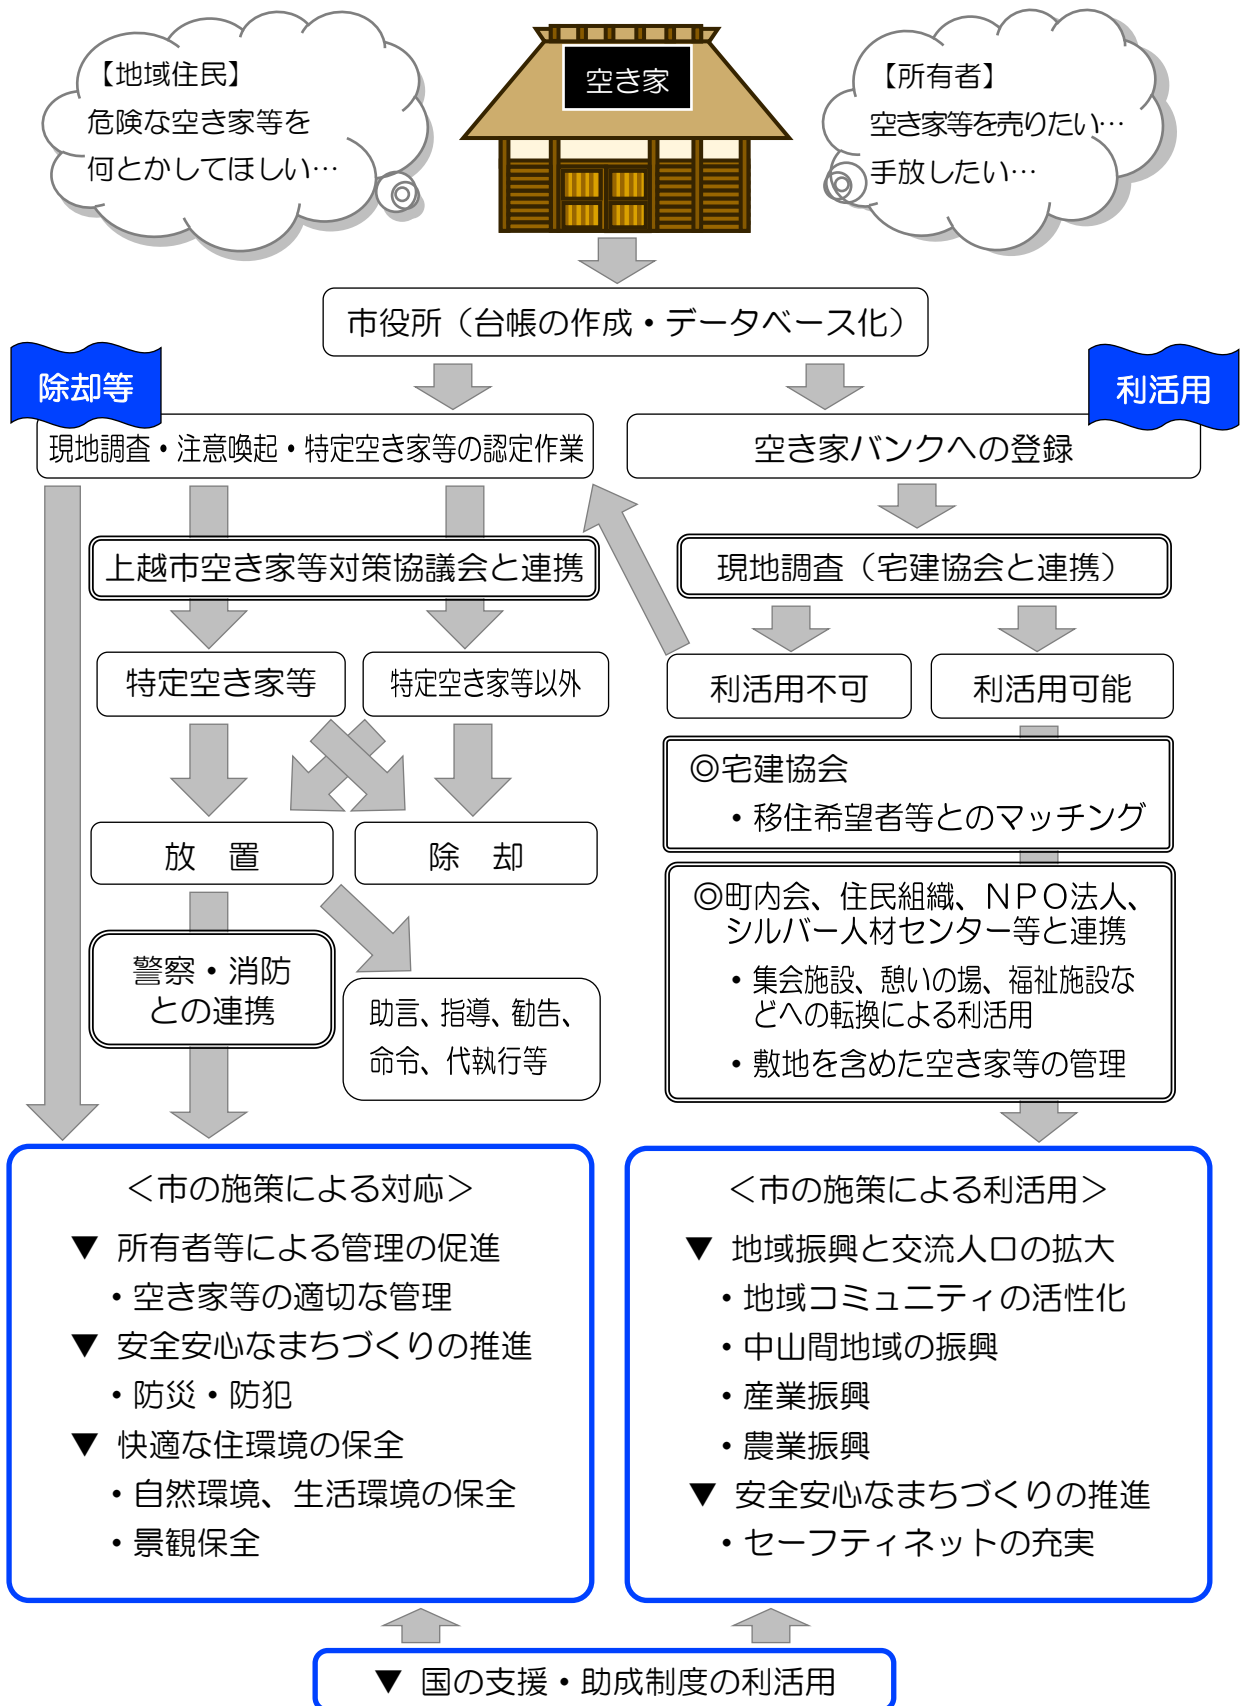 【地域住民】
危険な空き家等を
何とかしてほしい…
空き家
【所有者】
空き家等を売りたい…
手放したい…
市役所（台帳の作成・データベース化）
除却等
利活用
現地調査・注意喚起・特定空き家等の認定作業
空き家バンクへの登録
上越市空き家等対策協議会と連携
現地調査（宅建協会と連携）
特定空き家等
特定空き家等以外
利活用不可
利活用可能
◎宅建協会
・移住希望者等とのマッチング
放　置
除　却
◎町内会、住民組織、ＮＰＯ法人、
シルバー人材センター等と連携
・集会施設、憩いの場、福祉施設な
どへの転換による利活用
・敷地を含めた空き家等の管理
警察・消防
との連携
助言、指導、勧告、
命令、代執行等
＜市の施策による対応＞
▼ 所有者等による管理の促進
・空き家等の適切な管理
▼ 安全安心なまちづくりの推進
・防災・防犯
▼ 快適な住環境の保全
・自然環境、生活環境の保全
・景観保全
＜市の施策による利活用＞
▼ 地域振興と交流人口の拡大
・地域コミュニティの活性化
・中山間地域の振興
・産業振興
・農業振興
▼ 安全安心なまちづくりの推進
・セーフティネットの充実
▼ 国の支援・助成制度の利活用